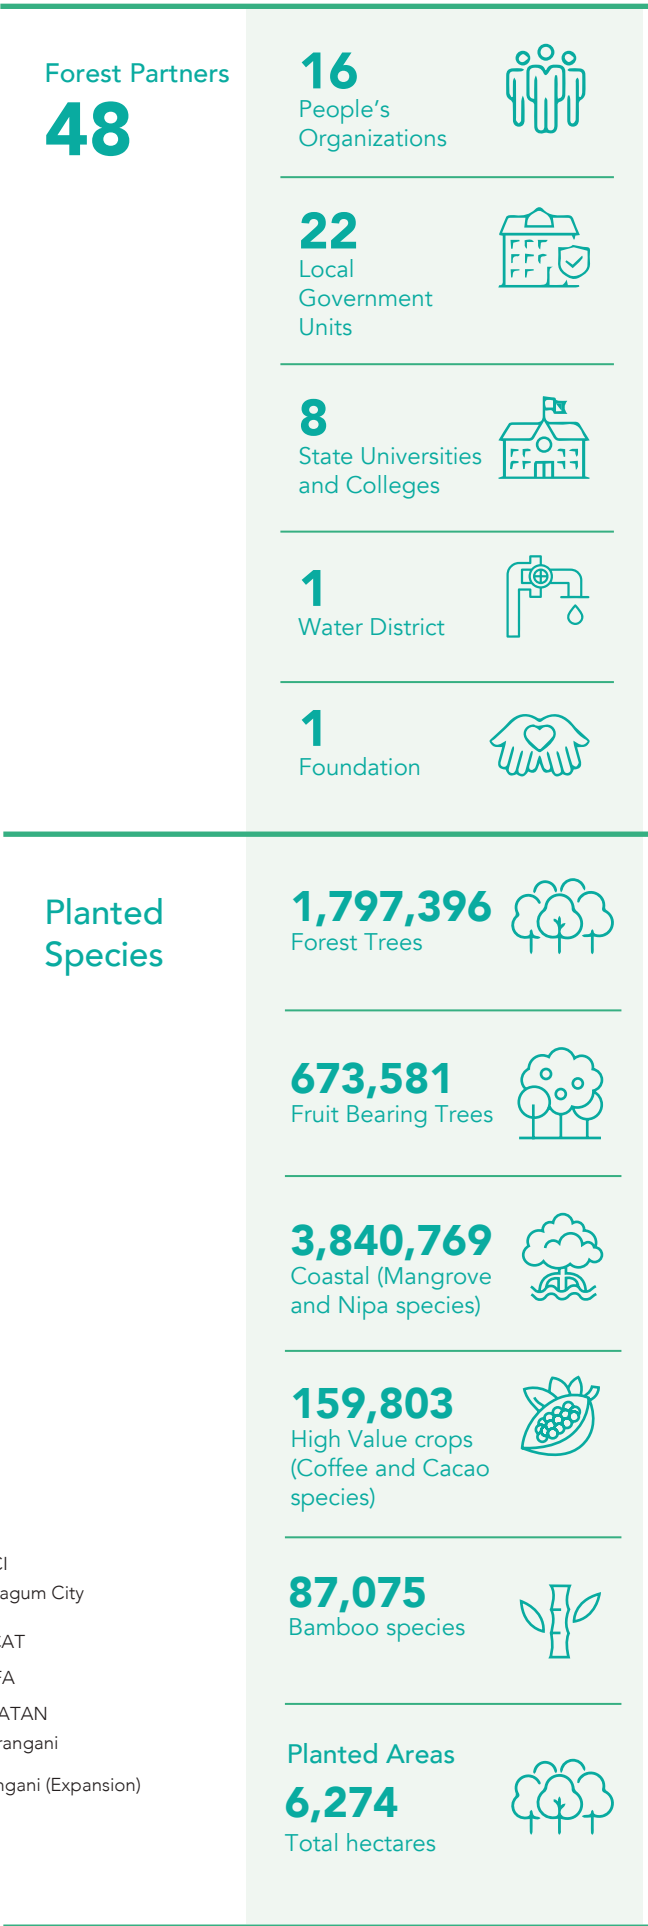 Forest Partners
48
16
People's
Organizations
22
Local
Government
Units
8
State Universities
and Colleges
1
Water District
1
Foundation
Planted
Species
1,797,396
Forest Trees
673,581
Fruit Bearing Trees
3,840,769
Coastal (Mangrove
and Nipa species)
159,803
High Value crops
(Coffee and Cacao
species)
87,075
Bamboo species
Planted Areas
6,274
Total hectares
City
(Expansion)